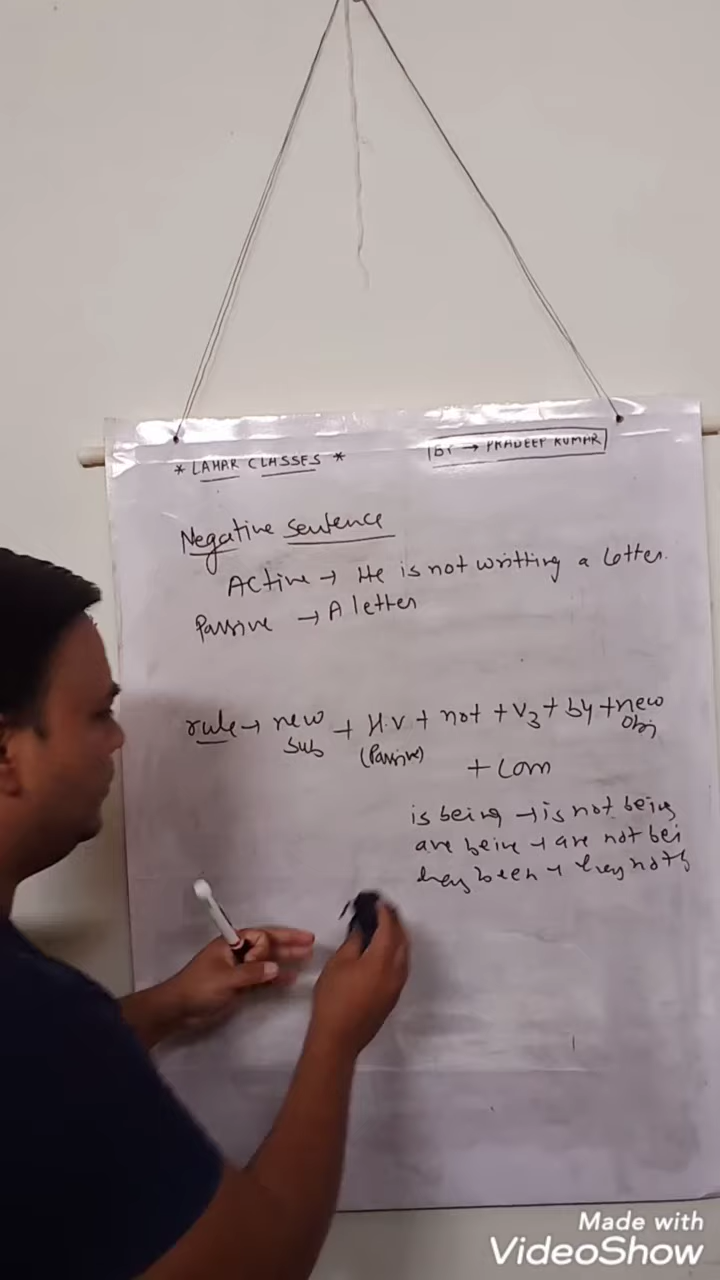 * LAHAR CLASSES *
BY → PRADEEP KUMAR
Negative Sentence
Active → He is not writting a letter.
Passive → A letter
rule → new Sub + H.V (Passive) + not + V3 + by + new Obj
+ Com
is being → is not being
are being → are not bei
been → not b
Made with
VideoShow